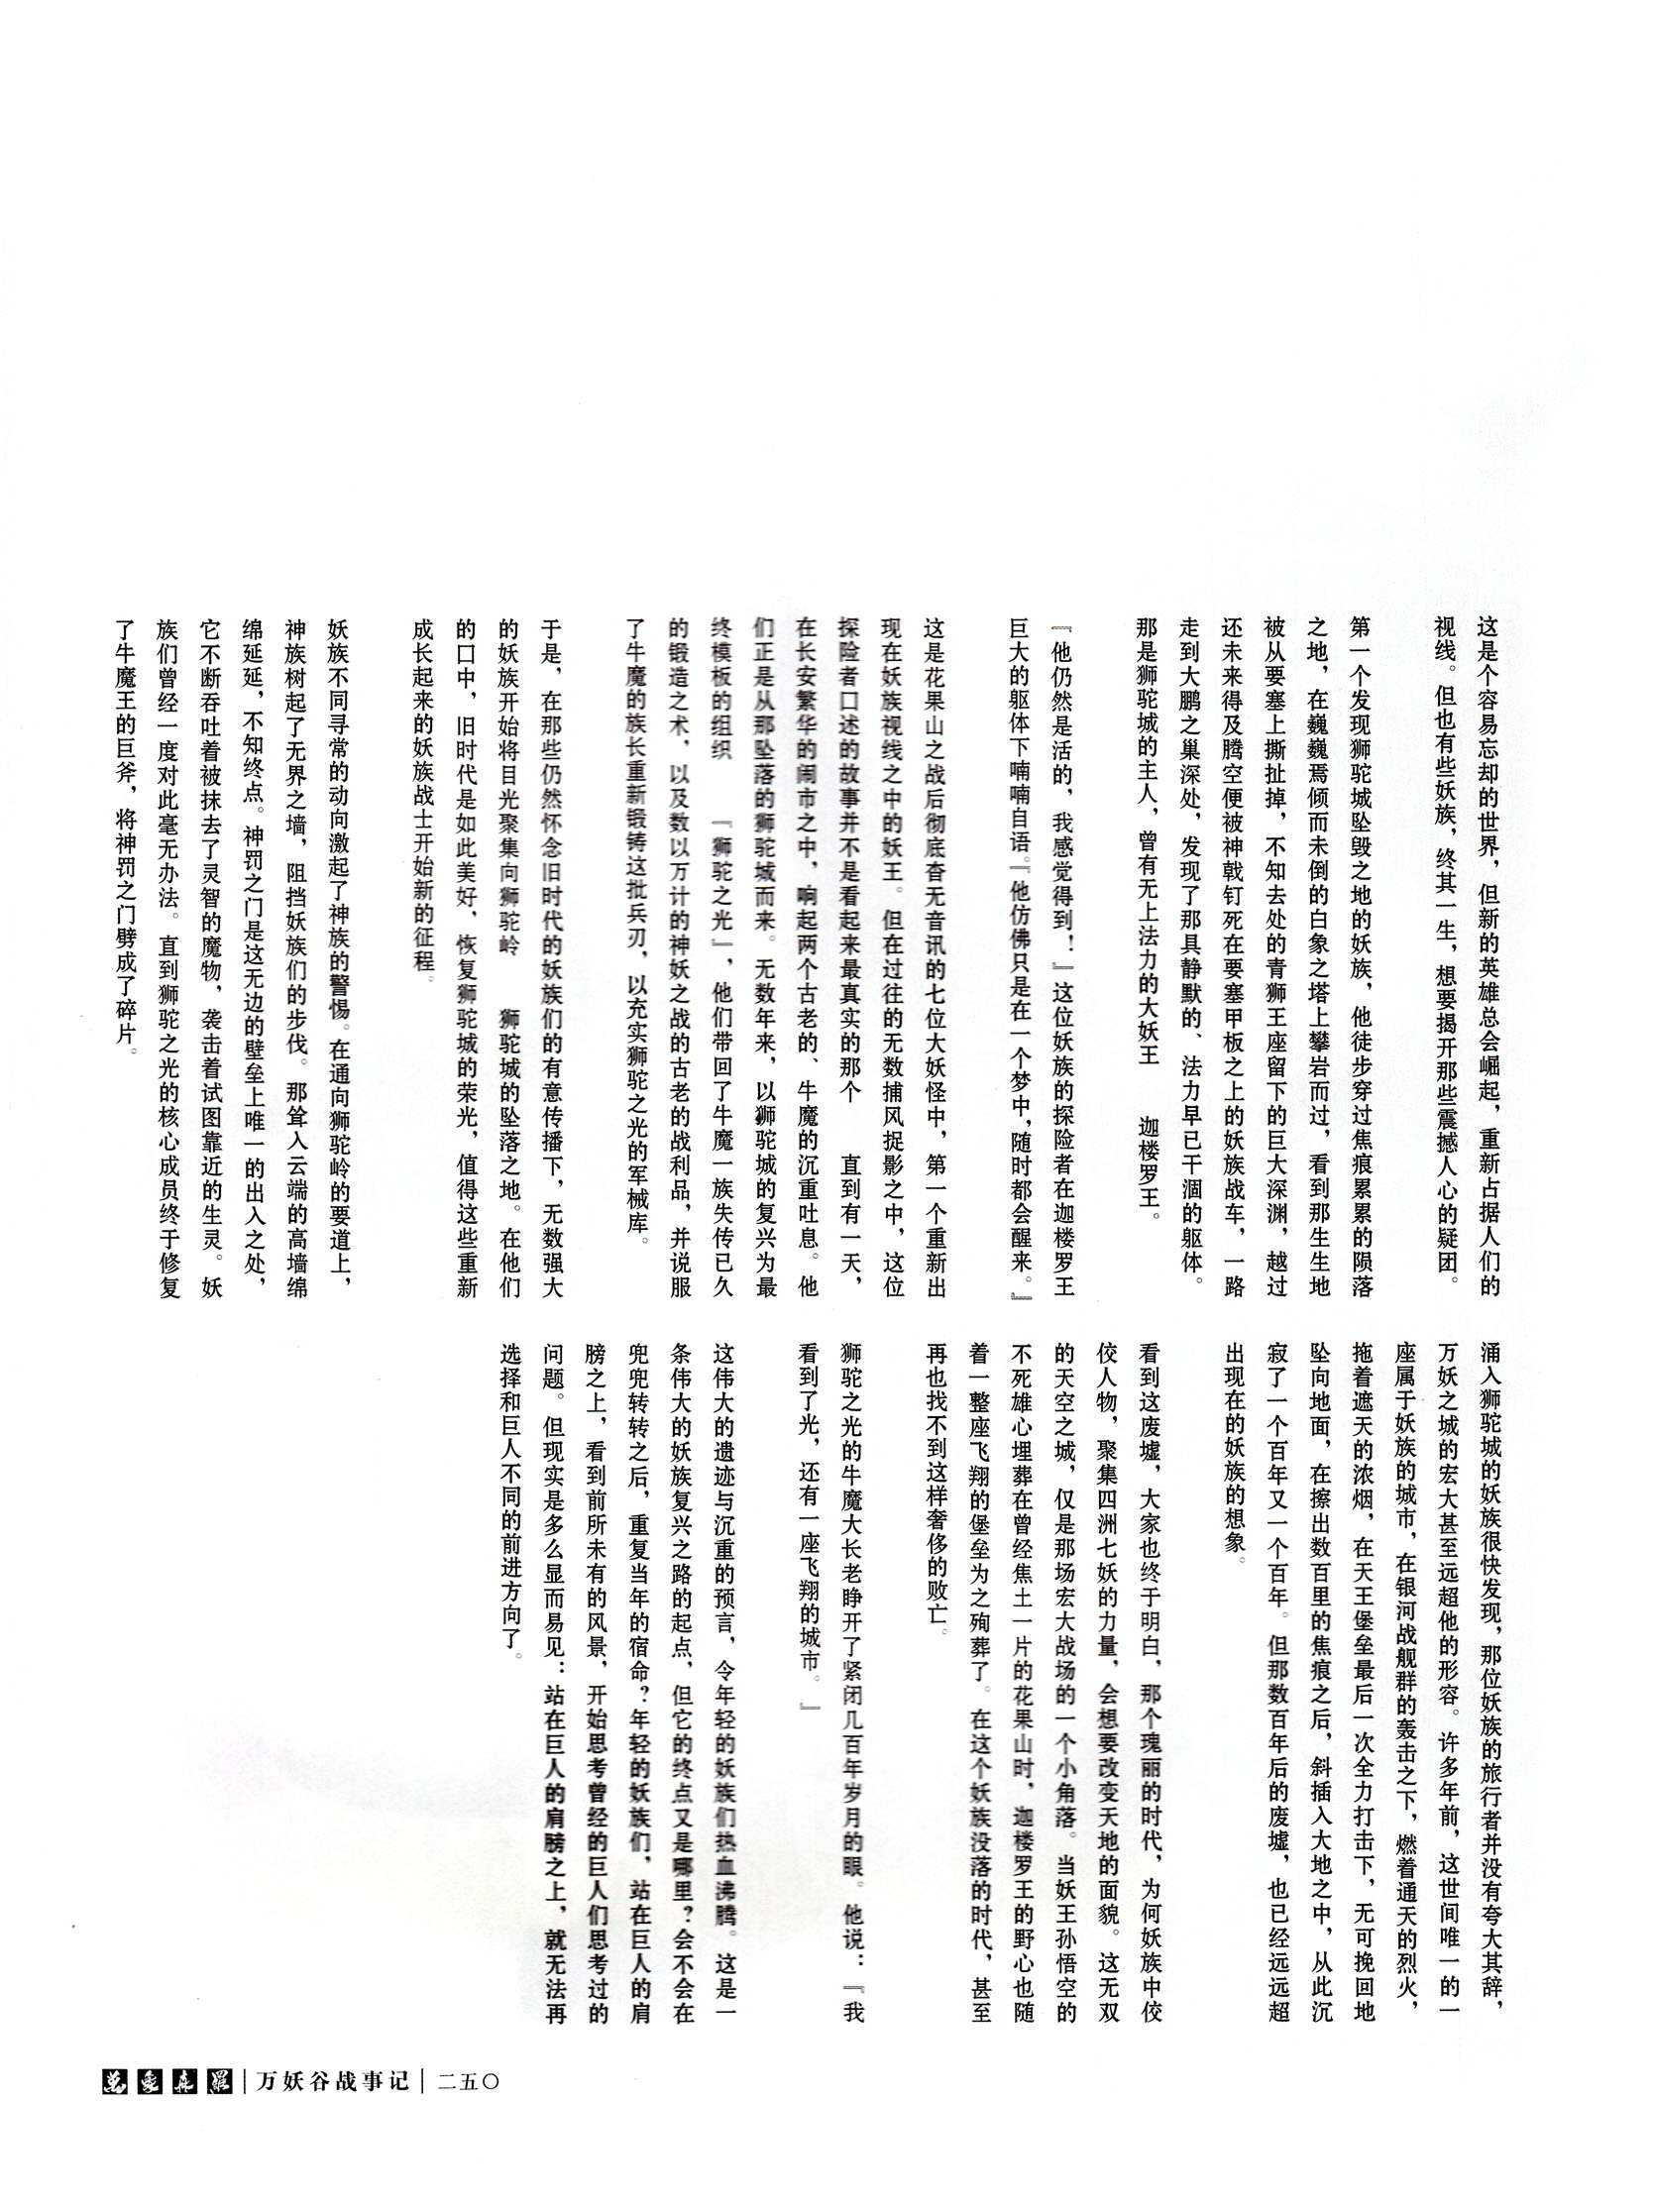 这是个容易忘却的世界，但新的英雄总会崛起，重新占据人们的
视线。但也有些妖族，终其一生，想要揭开那些震撼人心的疑团。
第一个发现狮驼城坠毁之地的妖族，他徒步穿过焦痕累累的陨落
之地，在巍巍焉倾而未倒的白象之塔上攀岩而过，看到那生生地
被从要塞上撕扯掉，不知去处的青狮王座留下的巨大深渊，越过
还未来得及腾空便被神戟钉死在要塞甲板之上的妖族战车，一路
走到大鹏之巢深处，发现了那具静默的、法力早已干涸的躯体。
那是狮驼城的主人，曾有无上法力的大妖王　　迦楼罗王。
『他仍然是活的，我感觉得到！』这位妖族的探险者在迦楼罗王
巨大的躯体下喃喃自语。『他仿佛只是在一个梦中，随时都会醒来。』
这是花果山之战后彻底杳无音讯的七位大妖怪中，第一个重新出
现在妖族视线之中的妖王。但在过往的无数捕风捉影之中，这位
探险者口述的故事并不是看起来最真实的那个　　直到有一天，
在长安繁华的闹市之中，响起两个古老的、牛魔的沉重吐息。他
们正是从那坠落的狮驼城而来。无数年来，以狮驼城的复兴为最
终模板的组织　　『狮驼之光』，他们带回了牛魔一族失传已久
的锻造之术，以及数以万计的神妖之战的古老的战利品，并说服
了牛魔的族长重新锻铸这批兵刃，以充实狮驼之光的军械库。
于是，在那些仍然怀念旧时代的妖族们的有意传播下，无数强大
的妖族开始将目光聚集向狮驼岭　　狮驼城的坠落之地。在他们
的口中，旧时代是如此美好，恢复狮驼城的荣光，值得这些重新
成长起来的妖族战士开始新的征程。
妖族不同寻常的动向激起了神族的警惕。在通向狮驼岭的要道上，
神族树起了无界之墙，阻挡妖族们的步伐。那耸入云端的高墙绵
绵延延，不知终点。神罚之门是这无边的壁垒上唯一的出入之处，
它不断吞吐着被抹去了灵智的魔物，袭击着试图靠近的生灵。妖
族们曾经一度对此毫无办法。直到狮驼之光的核心成员终于修复
了牛魔王的巨斧，将神罚之门劈成了碎片。
涌入狮驼城的妖族很快发现，那位妖族的旅行者并没有夸大其辞，
万妖之城的宏大甚至远超他的形容。许多年前，这世间唯一的一
座属于妖族的城市，在银河战舰群的轰击之下，燃着通天的烈火，
拖着遮天的浓烟，在天王堡垒最后一次全力打击下，无可挽回地
坠向地面，在擦出数百里的焦痕之后，斜插入大地之中，从此沉
寂了一个百年又一个百年。但那数百年后的废墟，也已经远远超
出现在的妖族的想象。
看到这废墟，大家也终于明白，那个瑰丽的时代，为何妖族中佼
佼人物，聚集四洲七妖的力量，会想要改变天地的面貌。这无双
的天空之城，仅是那场宏大战场的一个小角落。当妖王孙悟空的
不死雄心埋葬在曾经焦土一片的花果山时，迦楼罗王的野心也随
着一整座飞翔的堡垒为之殉葬了。在这个妖族没落的时代，甚至
再也找不到这样奢侈的败亡。
狮驼之光的牛魔大长老睁开了紧闭几百年岁月的眼。他说：『我
看到了光，还有一座飞翔的城市。』
这伟大的遗迹与沉重的预言，令年轻的妖族们热血沸腾。这是一
条伟大的妖族复兴之路的起点，但它的终点又是哪里？会不会在
兜兜转转之后，重复当年的宿命？年轻的妖族们，站在巨人的肩
膀之上，看到前所未有的风景，开始思考曾经的巨人们思考过的
问题。但现实是多么显而易见：站在巨人的肩膀之上，就无法再
选择和巨人不同的前进方向了。
万妖谷战事记 二五〇